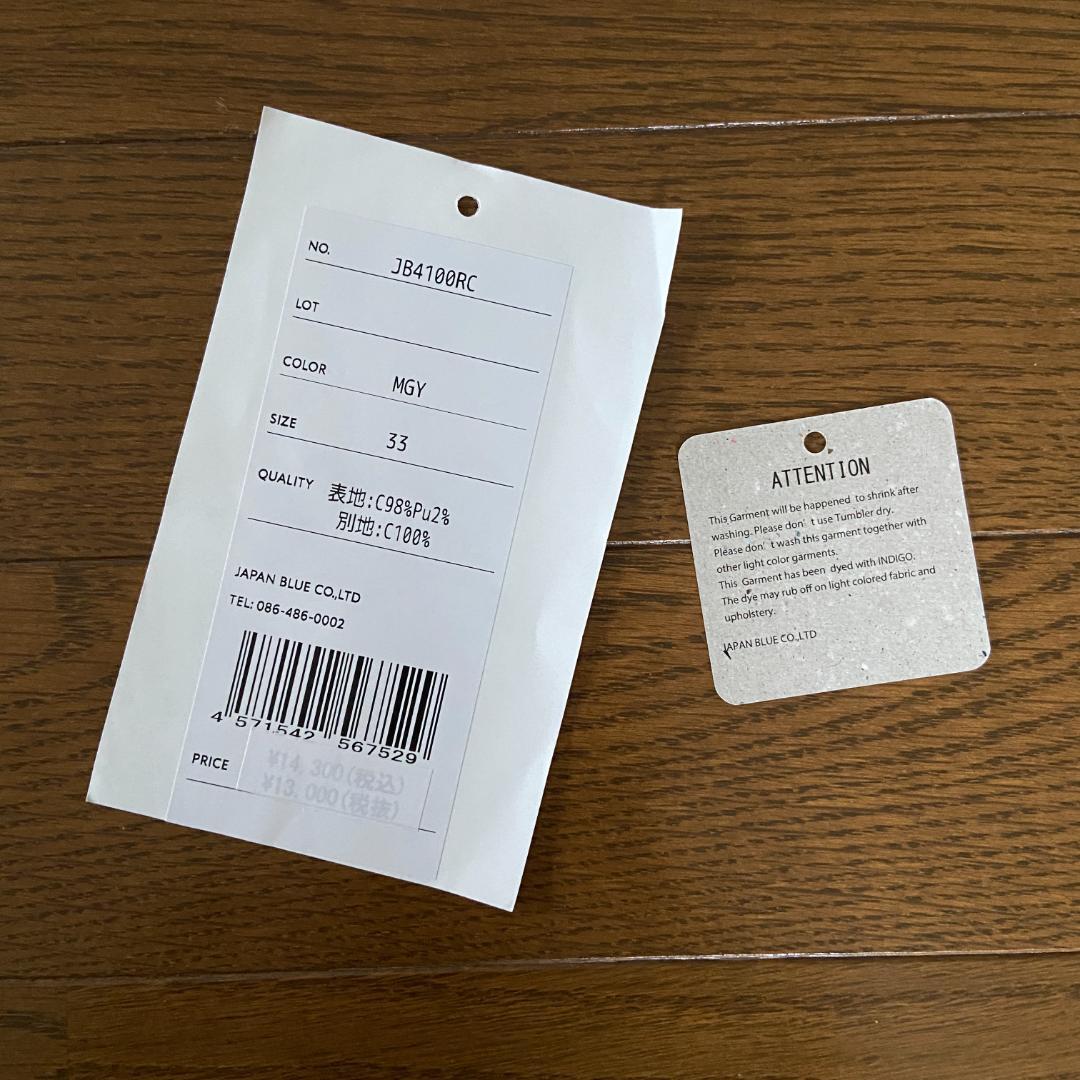 NO. JB4100RC
LOT
COLOR MGY
SIZE 33
QUALITY 表地:C98%Pu2%
別地:C100%
JAPAN BLUE CO.,LTD
TEL: 086-486-0002
4 571542 567529
PRICE ¥14,300(税込)
¥13,000(税抜)
ATTENTION
This Garment will be happened to shrink after
washing. Please don't use Tumbler dry.
Please don't wash this garment together with
other light color garments.
This Garment has been dyed with INDIGO.
The dye may rub off on light colored fabric and
upholstery.
JAPAN BLUE CO.,LTD